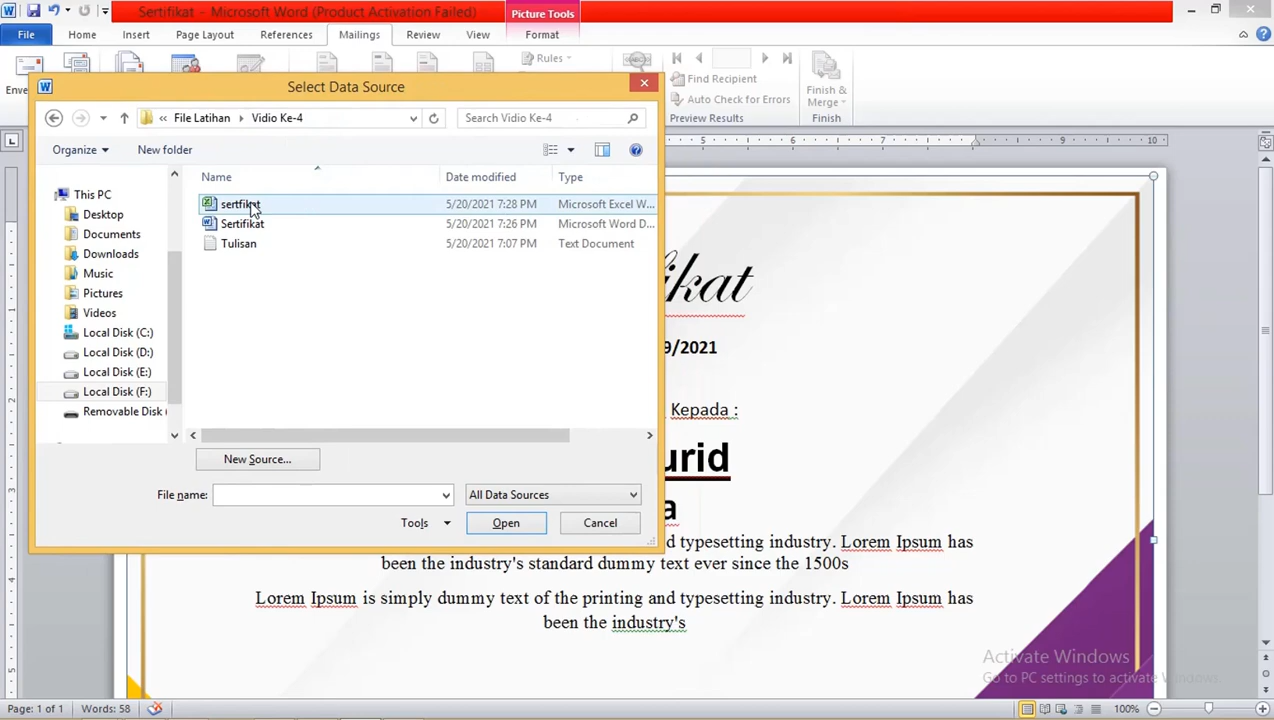 Sertifikat - Microsoft Word (Product Activation Failed)
Picture Tools
File
Home
Insert
Page Layout
References
Mailings
Review
View
Format
Rules
Find Recipient
Auto Check for Errors
Preview Results
Finish &
Merge
Finish
Select Data Source
File Latihan
Vidio Ke-4
Search Vidio Ke-4
Organize
New folder
Name
Date modified
Type
This PC
Desktop
Documents
Downloads
Music
Pictures
Videos
Local Disk (C:)
Local Disk (D:)
Local Disk (E:)
Local Disk (F:)
Removable Disk
sertfikat
5/20/2021 7:28 PM
Microsoft Excel W...
Sertifikat
5/20/2021 7:26 PM
Microsoft Word D...
Tulisan
5/20/2021 7:07 PM
Text Document
New Source...
File name:
All Data Sources
Tools
Open
Cancel
9/2021
Kepada :
urid
a
typesetting industry. Lorem Ipsum has
been the industry's standard dummy text ever since the 1500s
Lorem Ipsum is simply dummy text of the printing and typesetting industry. Lorem Ipsum has
been the industry's
Activate Windows
Go to PC settings to activate Windows.
Page: 1 of 1
Words: 58
100%